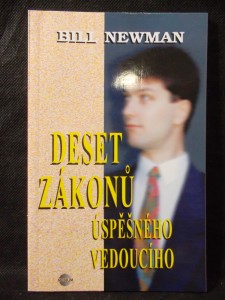 BILL NEWMAN
DESET
ZÁKONŮ
ÚSPĚŠNÉHO
VEDOUCÍHO